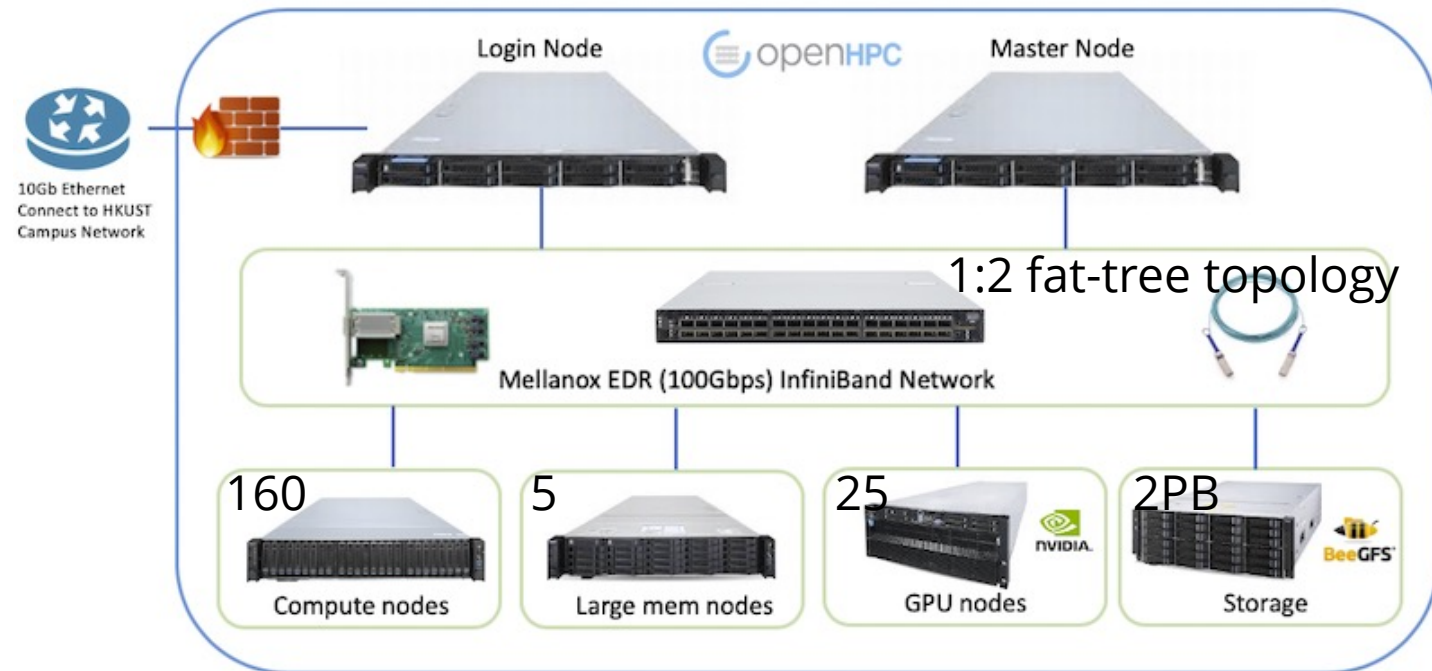 Login Node
openHPC
Master Node
10Gb Ethernet
Connect to HKUST
Campus Network
1:2 fat-tree topology
Mellanox EDR (100Gbps) InfiniBand Network
160
5
25
2PB
NVIDIA.
BeeGFS
Compute nodes
Large mem nodes
GPU nodes
Storage